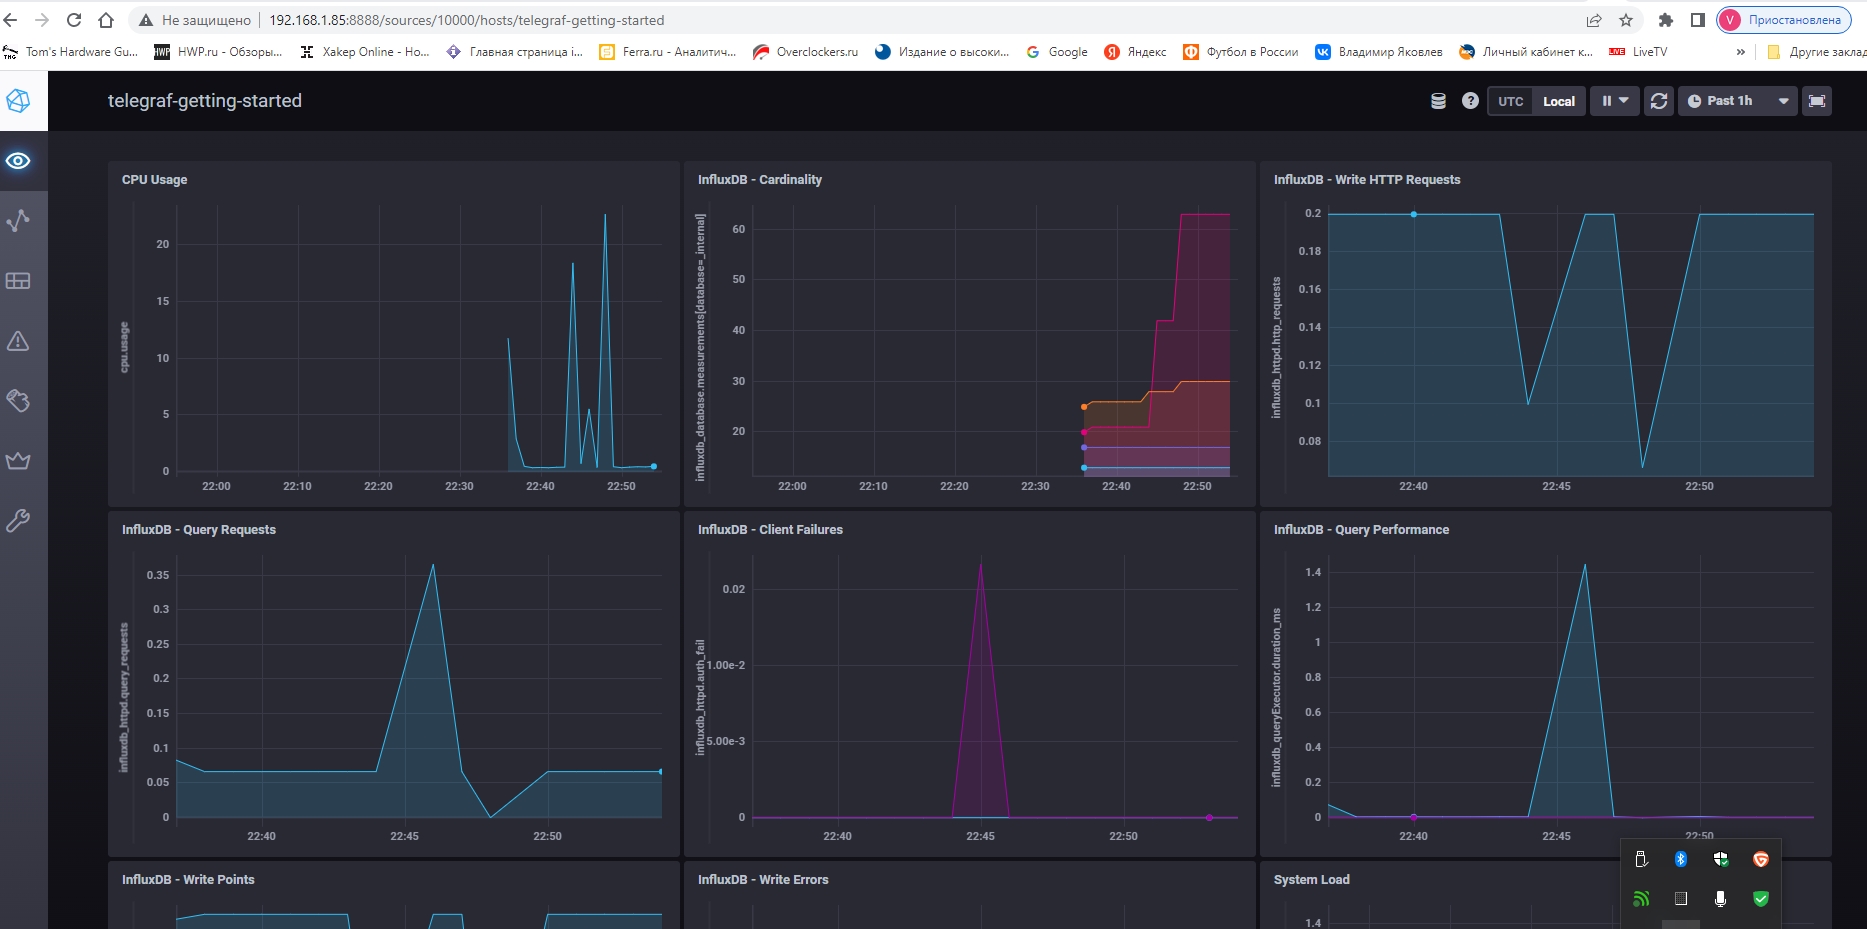 Не защищено
192.168.1.85:8888/sources/10000/hosts/telegraf-getting-started
V
Приостановлена
Tom's Hardware Gu...
HWP.ru - Обзоры...
Xakep Online - Но...
Главная страница i...
Ferra.ru - Аналитич...
Overclockers.ru
Издание о высоки...
Google
Яндекс
Футбол в России
Владимир Яковлев
Личный кабинет к...
LIVE
LiveTV
»
Другие заклад
telegraf-getting-started
UTC
Local
Past 1h
CPU Usage
cpu.usage
20
15
10
5
0
22:00 22:10 22:20 22:30 22:40 22:50
InfluxDB - Cardinality
influxdb_database.measurements[database=_internal]
60
50
40
30
20
22:00 22:10 22:20 22:30 22:40 22:50
InfluxDB - Write HTTP Requests
influxdb_httpd.http_requests
0.2
0.18
0.16
0.14
0.12
0.1
0.08
22:40 22:45 22:50
InfluxDB - Query Requests
influxdb_httpd.query_requests
0.35
0.3
0.25
0.2
0.15
0.1
0.05
0
22:40 22:45 22:50
InfluxDB - Client Failures
influxdb_httpd.auth_fail
0.02
1.00e-2
5.00e-3
0
22:40 22:45 22:50
InfluxDB - Query Performance
influxdb_queryExecutor.duration_ms
1.4
1.2
1
0.8
0.6
0.4
0.2
0
22:40 22:45 22:50
InfluxDB - Write Points
InfluxDB - Write Errors
System Load
1.4